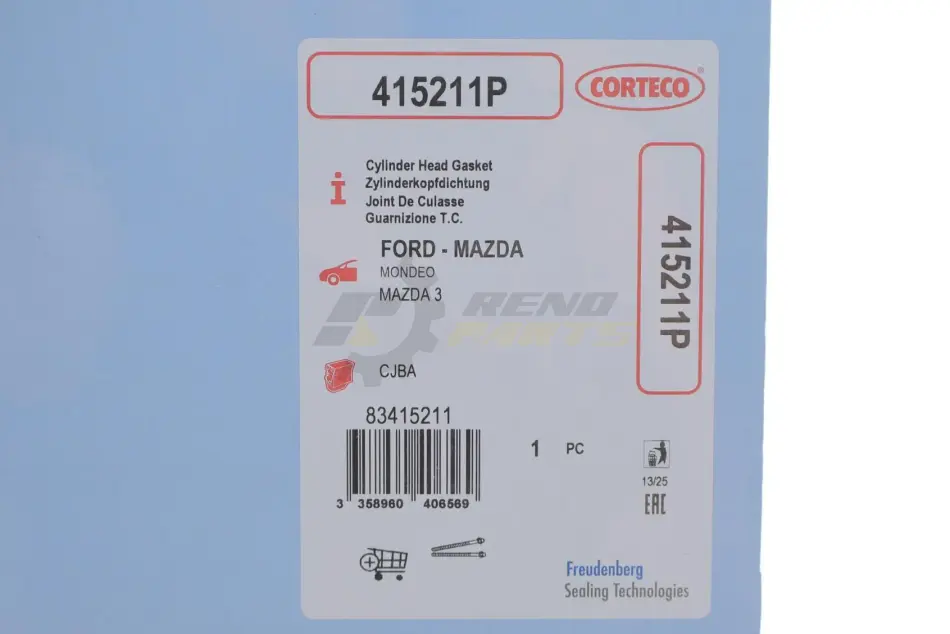 415211P
CORTECO
Cylinder Head Gasket
Zylinderkopfdichtung
Joint De Culasse
Guarnizione T.C.
415211P
FORD - MAZDA
MONDEO
MAZDA 3
RENO
PARTS
CJBA
83415211
1 PC
3 358960 406569
13/25
EAC
Freudenberg
Sealing Technologies